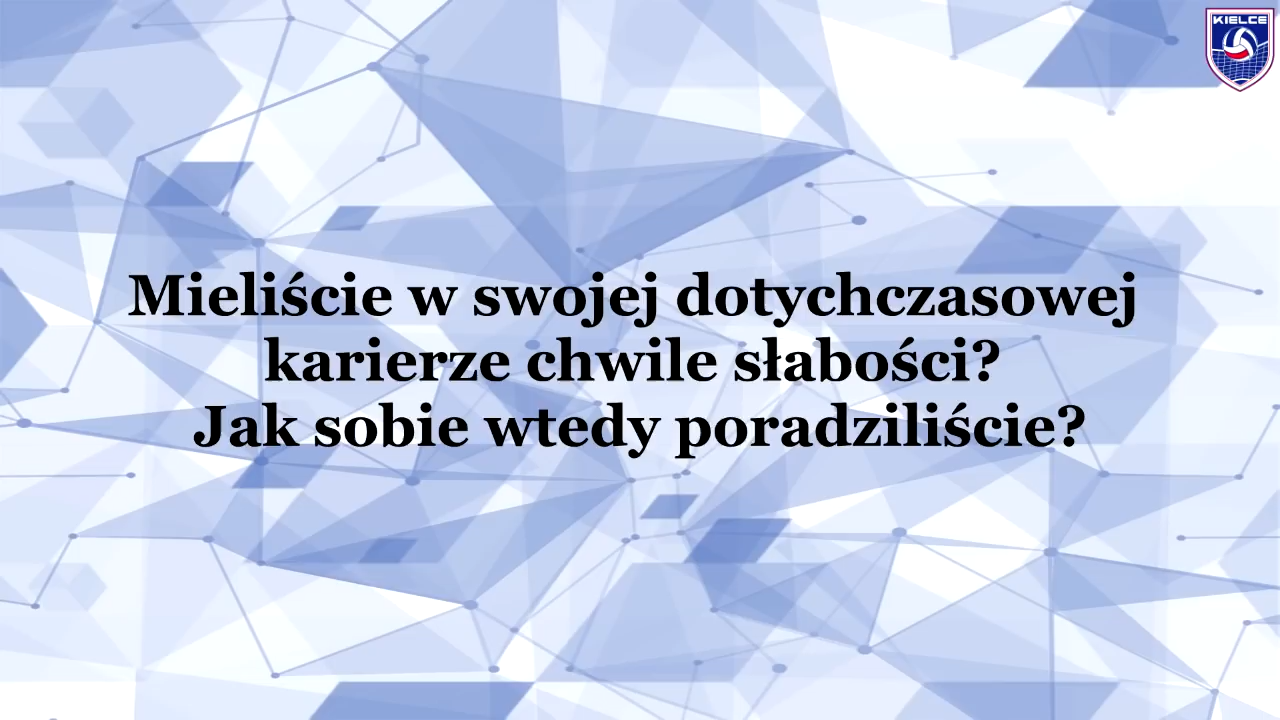 KIELCE
Mieliście w swojej dotychczasowej
karierze chwile słabości?
Jak sobie wtedy poradziliście?